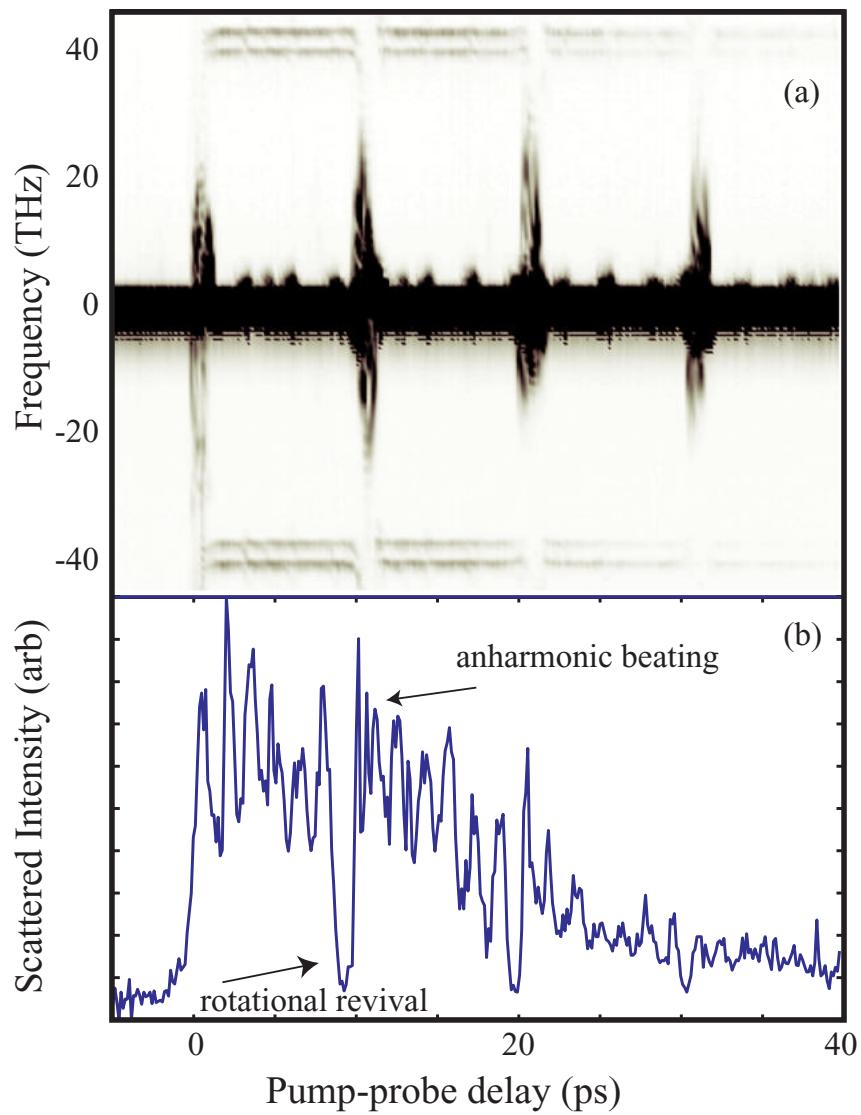 40
(a)
20
0
-20
-40
Frequency (THz)
(b)
anharmonic beating
rotational revival
Scattered Intensity (arb)
0
20
40
Pump-probe delay (ps)